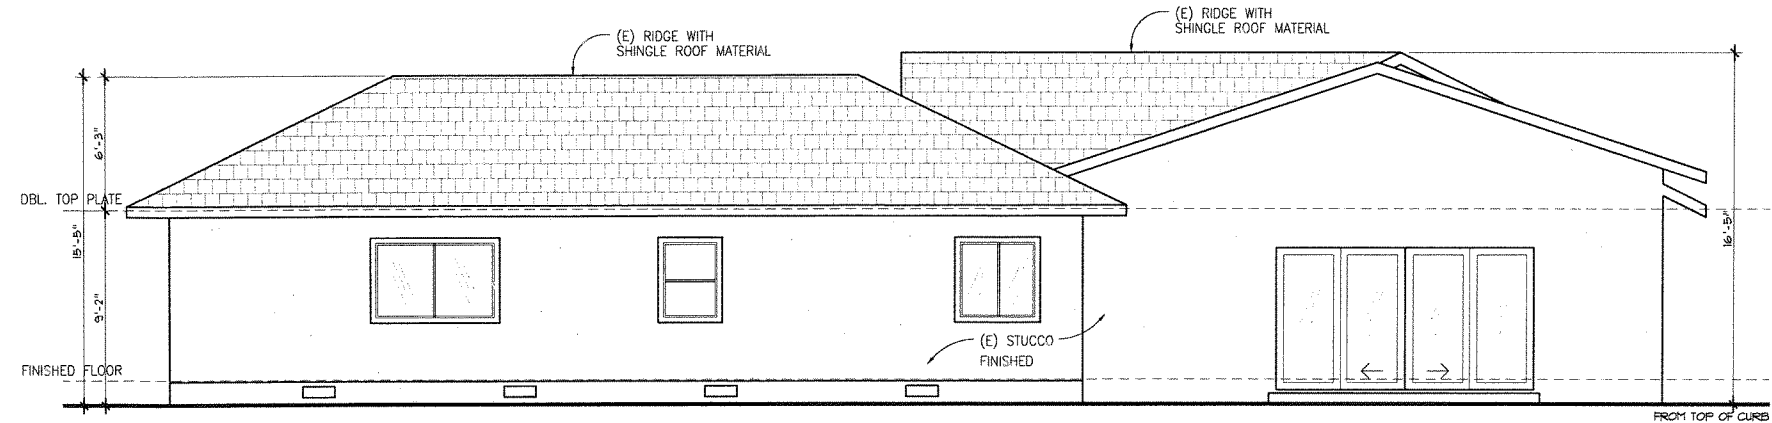 (E) RIDGE WITH
SHINGLE ROOF MATERIAL
(E) RIDGE WITH
SHINGLE ROOF MATERIAL
6'-3"
DBL. TOP PLATE
15'-5"
16'-5"
9'-2"
(E) STUCCO
FINISHED
FINISHED FLOOR
FROM TOP OF CURB